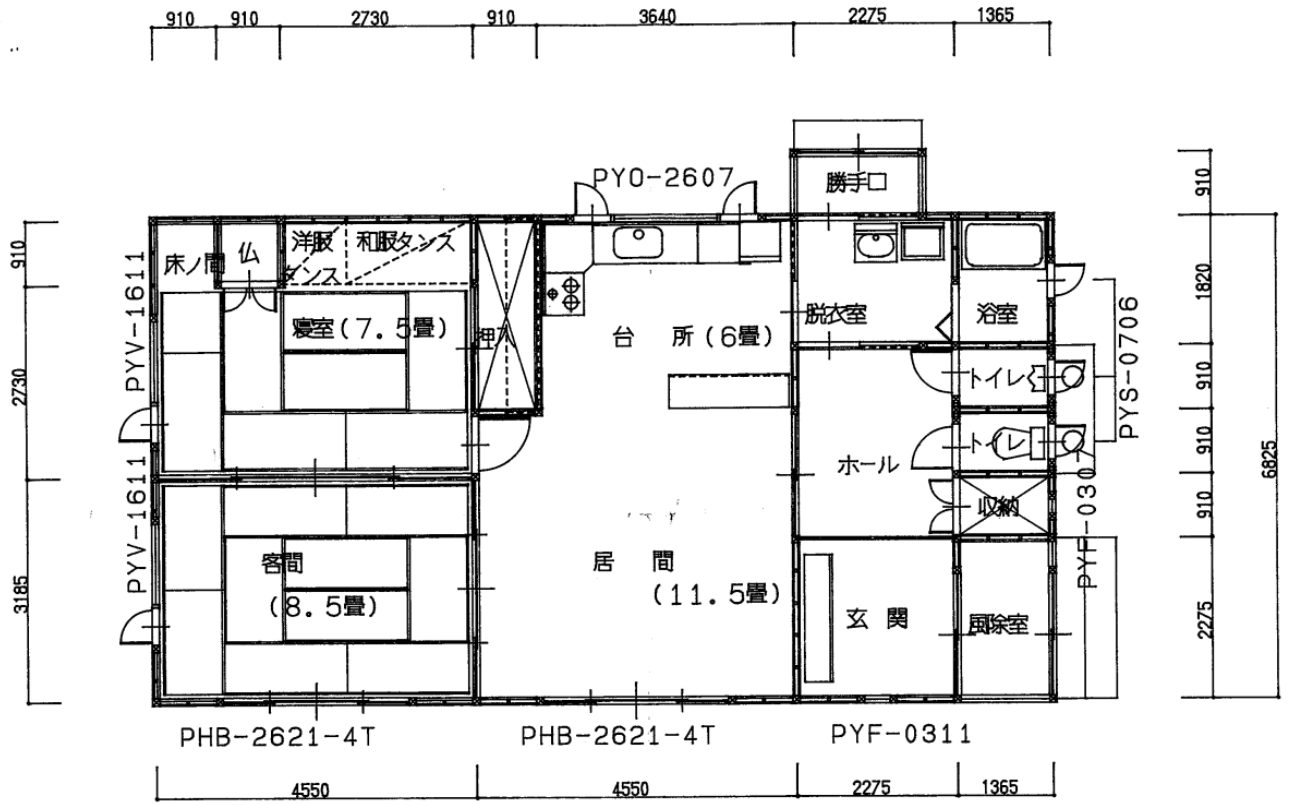 910 910 2730 910 3640 2275 1365
PYO-2607
勝手口
910
床ノ間
仏
洋服
タンス
和服タンス
910
PYV-1611
寝室(7.5畳)
押入
台 所 (6畳)
脱衣室
浴室
1820
PYS-0706
2730
トイレ
910
トイレ
910
ホール
収納
910
6825
PYV-1611
客間
(8.5畳)
居 間
(11.5畳)
玄 関
風除室
3185
2275
PHB-2621-4T
PHB-2621-4T
PYF-0311
4550 4550 2275 1365